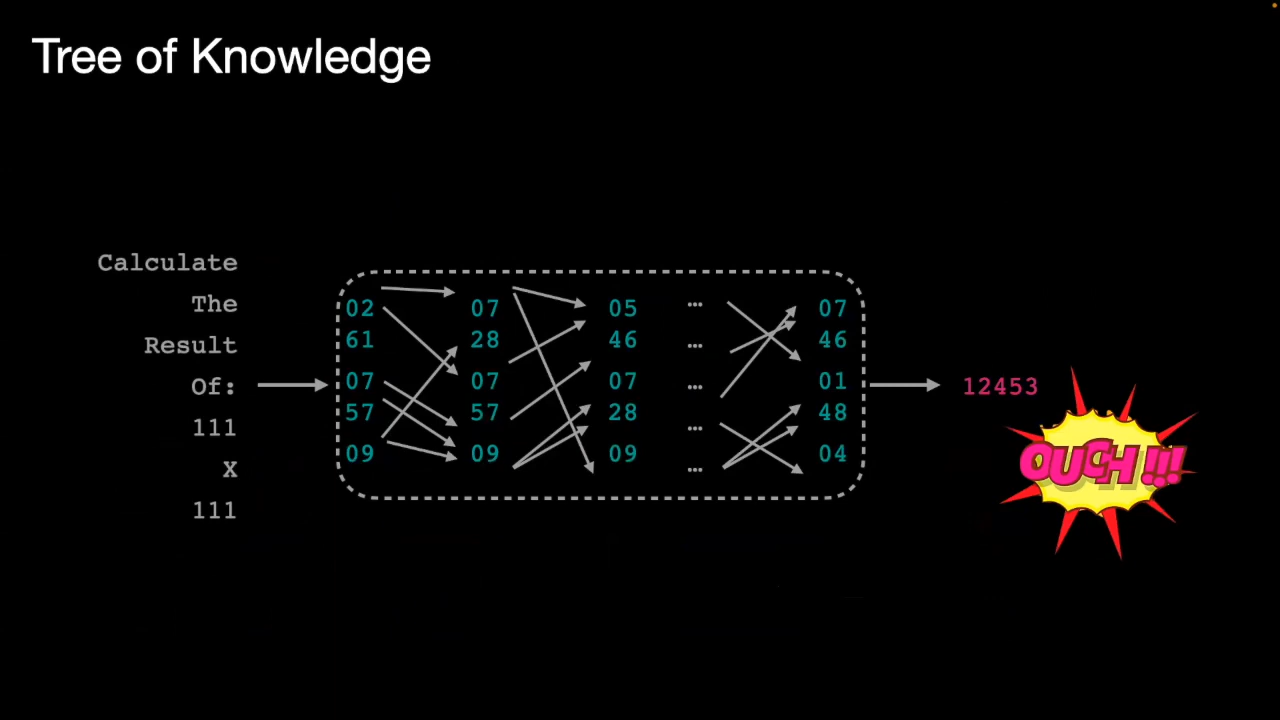 Tree of Knowledge
Calculate
The
Result
Of:
111
X
111
02 07 05 ... 07
61 28 46 ... 46
07 07 07 ... 01
57 57 28 ... 48
09 09 09 ... 04
12453
OUCH!!!